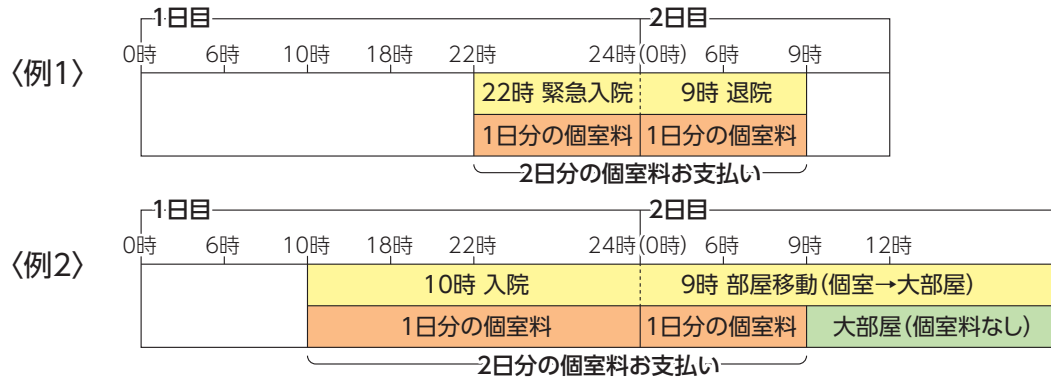 1日目 2日目
0時 6時 10時 18時 22時 24時(0時) 6時 9時
〈例1〉
22時 緊急入院 9時 退院
1日分の個室料 1日分の個室料
2日分の個室料お支払い
1日目 2日目
0時 6時 10時 18時 22時 24時(0時) 6時 9時 12時
〈例2〉
10時 入院 9時 部屋移動(個室→大部屋)
1日分の個室料 1日分の個室料 大部屋(個室料なし)
2日分の個室料お支払い